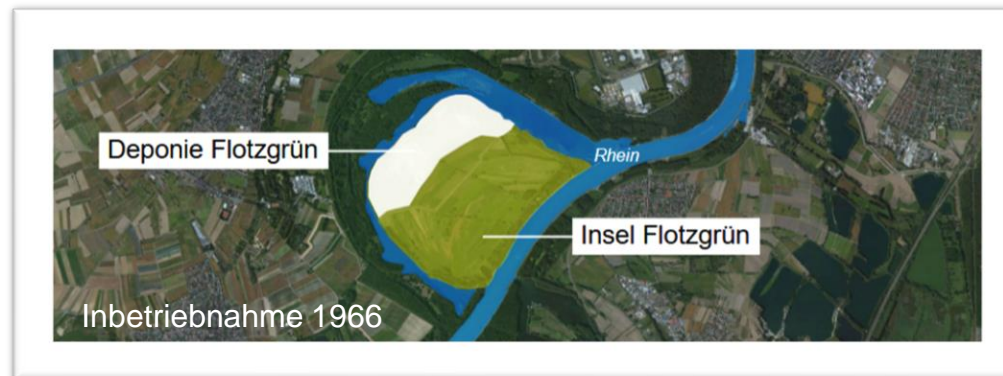 Deponie Flotzgrün
Rhein
Insel Flotzgrün
Inbetriebnahme 1966